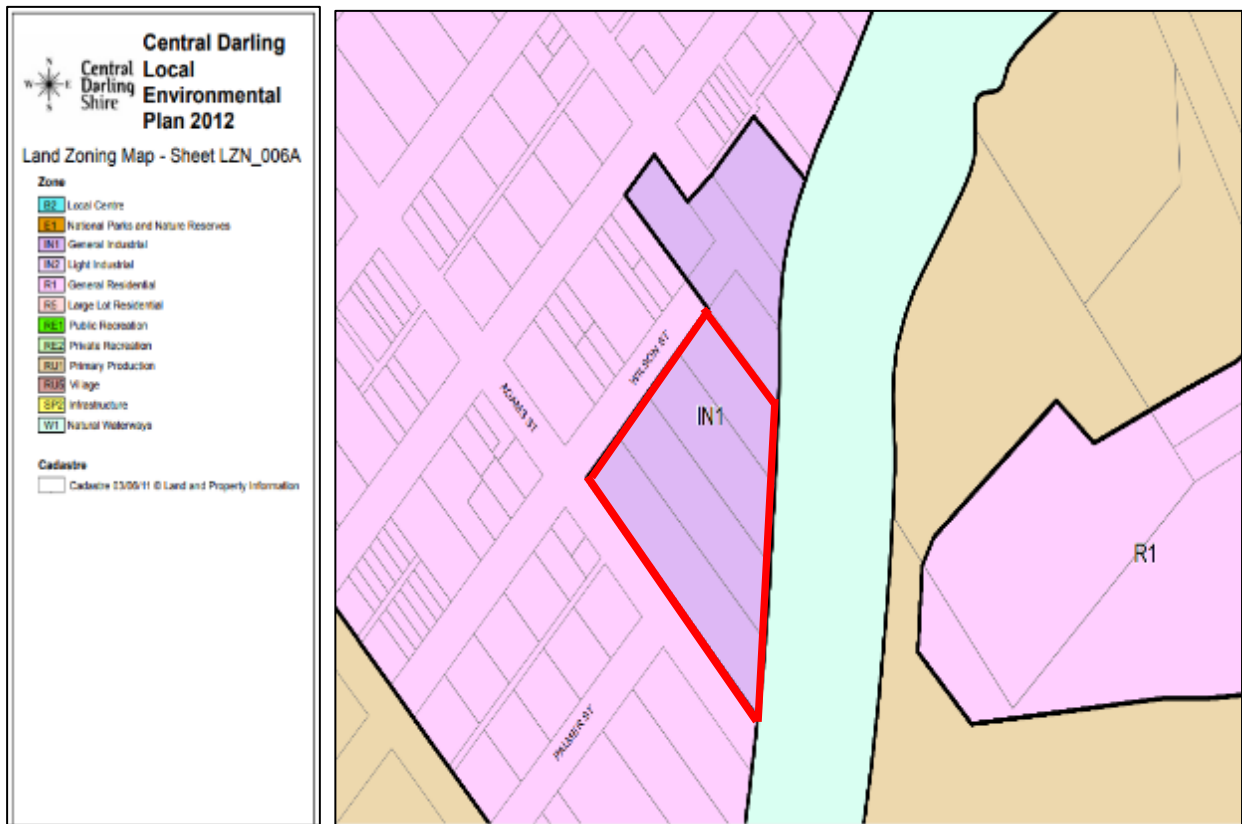 Central Darling
Local
Environmental
Plan 2012
N
W E
S
Central
Darling
Shire
Land Zoning Map - Sheet LZN_006A
Zone
B2 Local Centre
E1 National Parks and Nature Reserves
IN1 General Industrial
IN2 Light Industrial
R1 General Residential
R5 Large Lot Residential
RE1 Public Recreation
RE2 Private Recreation
RU1 Primary Production
RU5 Village
SP2 Infrastructure
W1 Natural Waterways
Cadastre
Cadastre 03/06/11 © Land and Property Information
WILSON ST
ADAMS ST
IN1
R1
PALMER ST